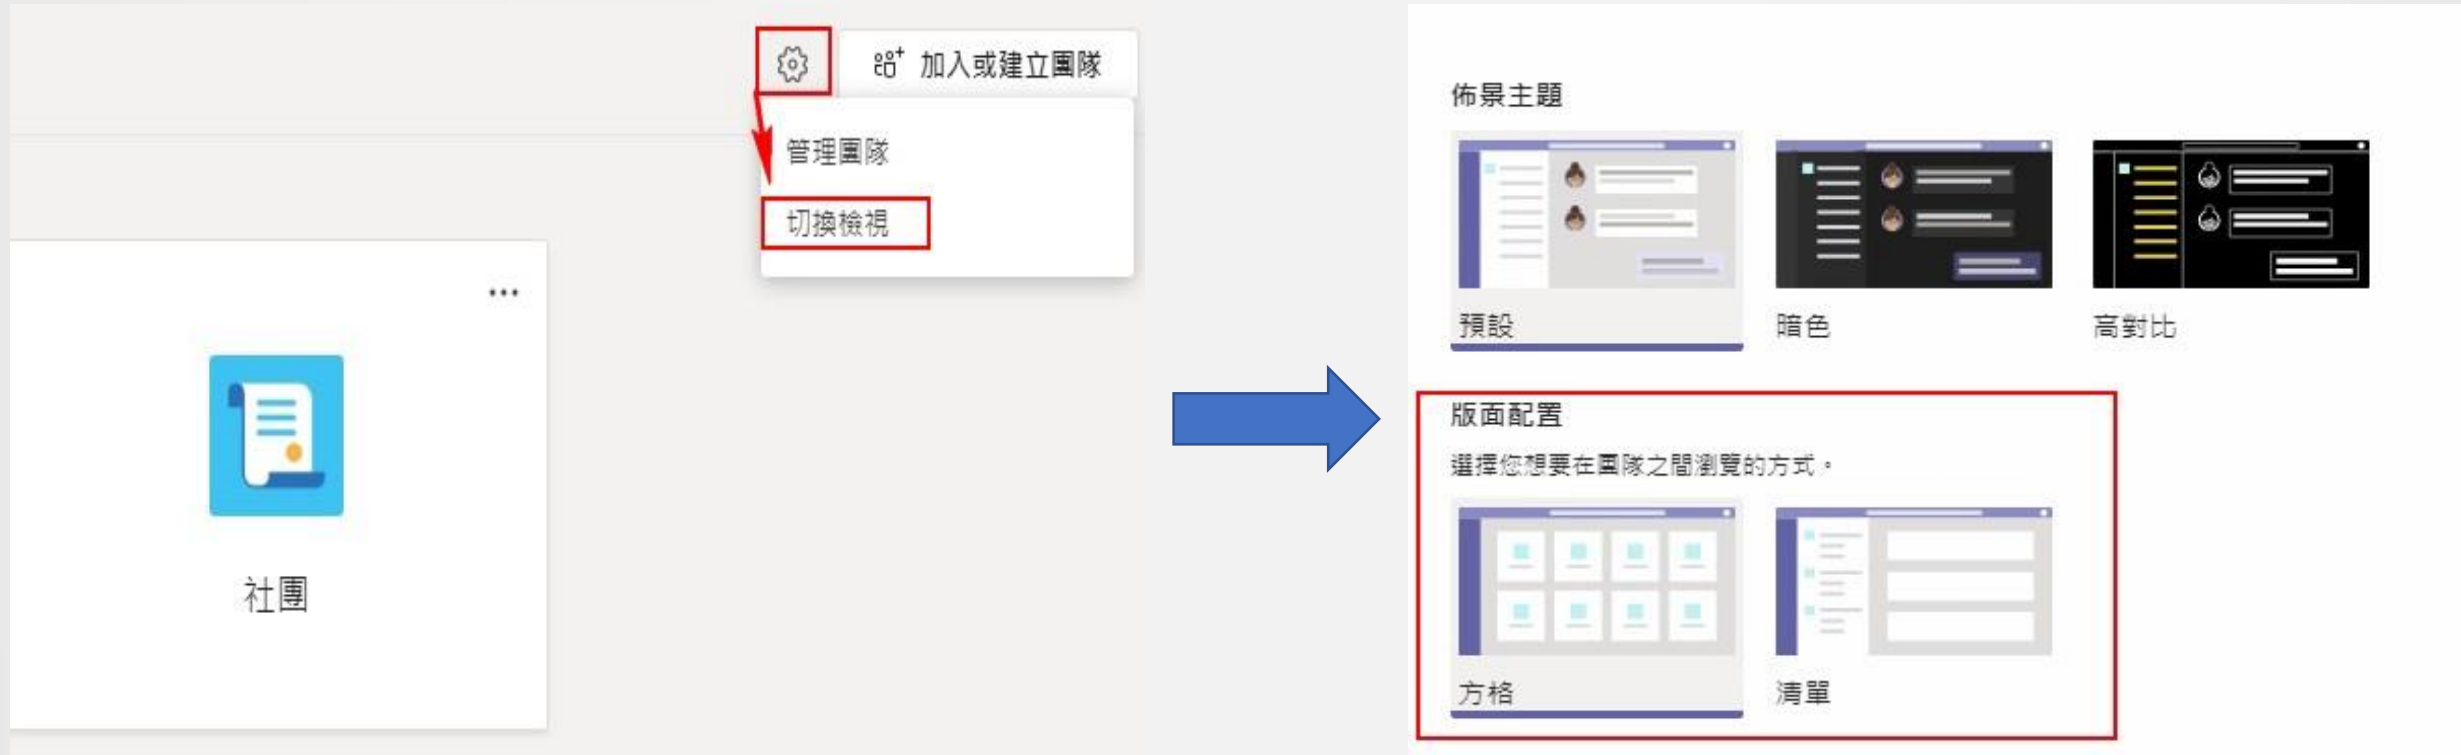 加入或建立團隊
管理團隊
切換檢視
社團
佈景主題
預設
暗色
高對比
版面配置
選擇您想要在團隊之間瀏覽的方式。
方格
清單